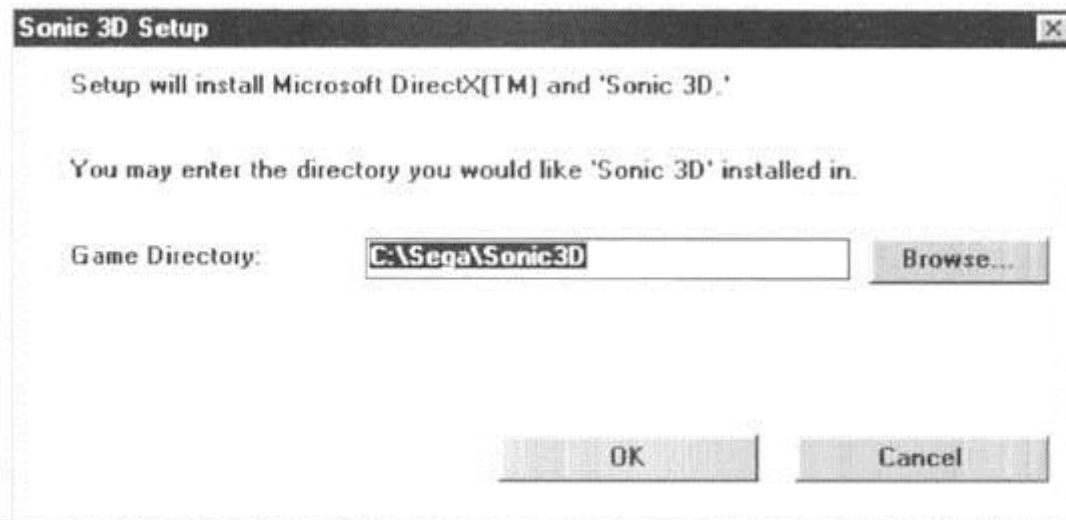 Sonic 3D Setup
Setup will install Microsoft DirectX(TM) and 'Sonic 3D.'
You may enter the directory you would like 'Sonic 3D' installed in.
Game Directory: C:\Sega\Sonic3D Browse...
OK Cancel